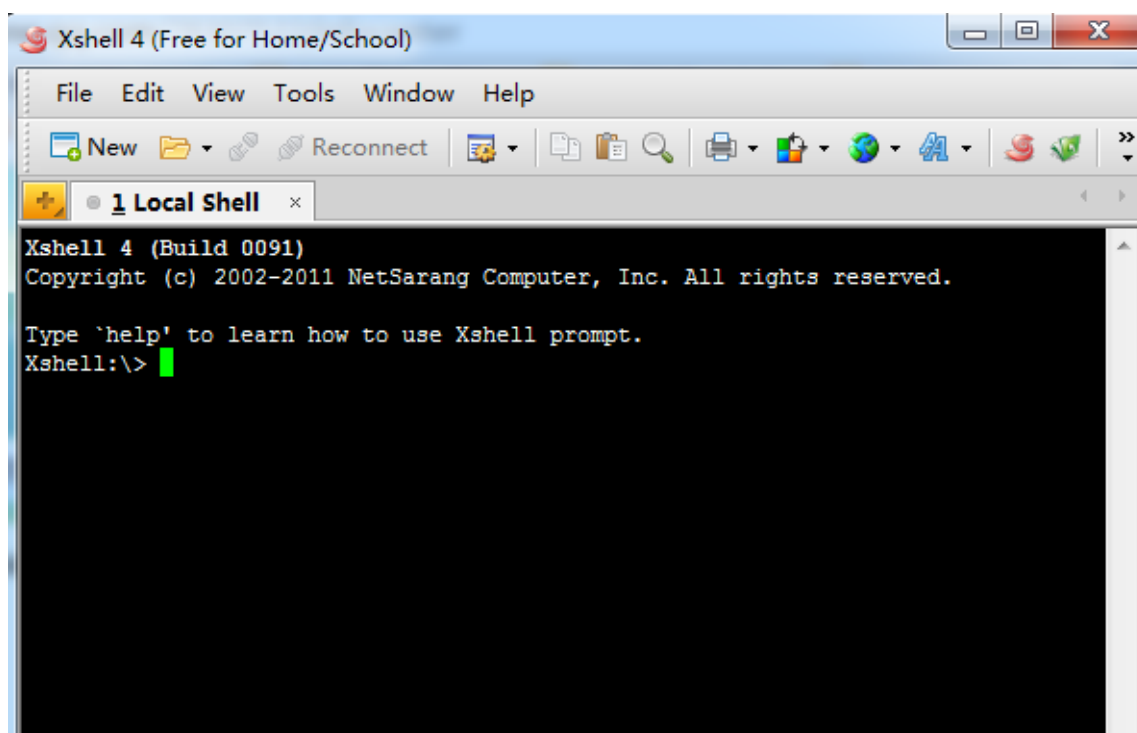 Xshell 4 (Free for Home/School)
File Edit View Tools Window Help
New Reconnect
1 Local Shell
Xshell 4 (Build 0091)
Copyright (c) 2002-2011 NetSarang Computer, Inc. All rights reserved.
Type `help' to learn how to use Xshell prompt.
Xshell:\>